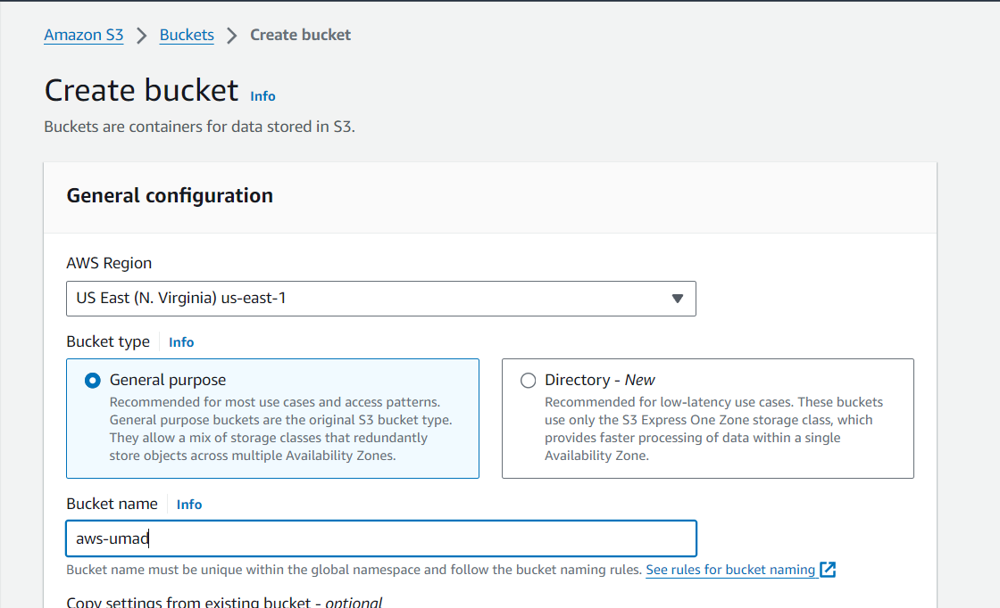 Amazon S3 > Buckets > Create bucket
Create bucket Info
Buckets are containers for data stored in S3.
General configuration
AWS Region
US East (N. Virginia) us-east-1
Bucket type Info
General purpose
Recommended for most use cases and access patterns.
General purpose buckets are the original S3 bucket type.
They allow a mix of storage classes that redundantly
store objects across multiple Availability Zones.
Directory - New
Recommended for low-latency use cases. These buckets
use only the S3 Express One Zone storage class, which
provides faster processing of data within a single
Availability Zone.
Bucket name Info
aws-umad
Bucket name must be unique within the global namespace and follow the bucket naming rules. See rules for bucket naming
Copy settings from existing bucket - optional